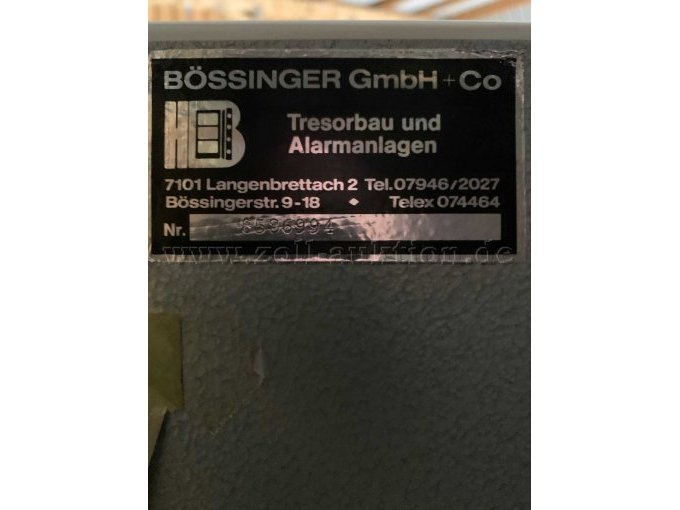 BÖSSINGER GmbH + Co
HB
Tresorbau und
Alarmanlagen
7101 Langenbrettach 2 Tel. 07946/2027
Bössingerstr. 9-18 ◆ Telex 074464
Nr.
www.zoll-auktion.de